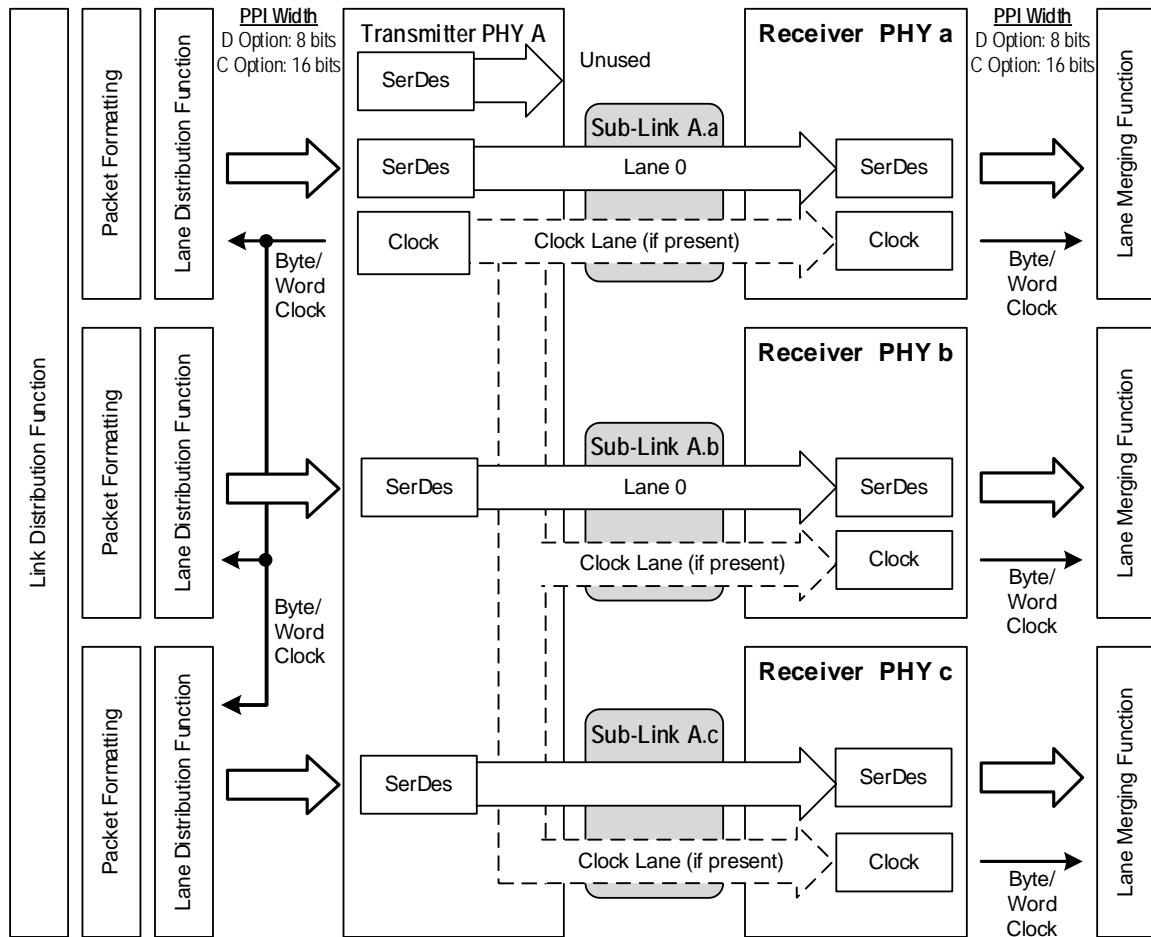 PPI Width
D Option: 8 bits
C Option: 16 bits
Transmitter PHY A
Receiver PHY a
PPI Width
D Option: 8 bits
C Option: 16 bits
SerDes
Unused
Sub-Link A.a
SerDes
Lane 0
SerDes
Clock
Clock Lane (if present)
Clock
Byte/
Word
Clock
Byte/
Word
Clock
Link Distribution Function
Packet Formatting
Lane Distribution Function
Lane Merging Function
Receiver PHY b
Sub-Link A.b
SerDes
Lane 0
SerDes
Clock Lane (if present)
Clock
Byte/
Word
Clock
Byte/
Word
Clock
Packet Formatting
Lane Distribution Function
Lane Merging Function
Receiver PHY c
Sub-Link A.c
SerDes
SerDes
Clock Lane (if present)
Clock
Byte/
Word
Clock
Packet Formatting
Lane Distribution Function
Lane Merging Function